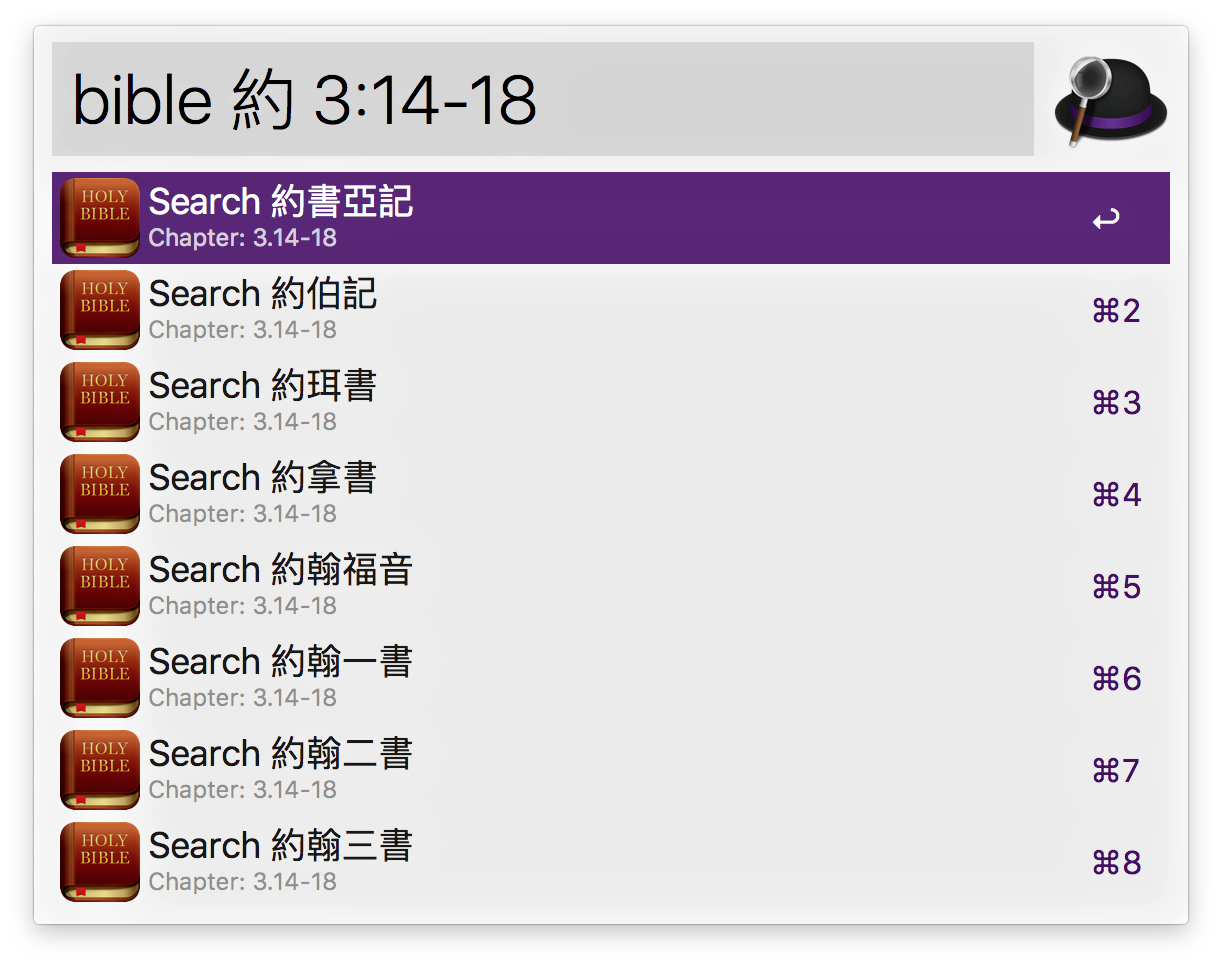 bible 約 3:14-18
HOLY
BIBLE
Search 約書亞記
Chapter: 3.14-18
↩
HOLY
BIBLE
Search 約伯記
Chapter: 3.14-18
⌘2
HOLY
BIBLE
Search 約珥書
Chapter: 3.14-18
⌘3
HOLY
BIBLE
Search 約拿書
Chapter: 3.14-18
⌘4
HOLY
BIBLE
Search 約翰福音
Chapter: 3.14-18
⌘5
HOLY
BIBLE
Search 約翰一書
Chapter: 3.14-18
⌘6
HOLY
BIBLE
Search 約翰二書
Chapter: 3.14-18
⌘7
HOLY
BIBLE
Search 約翰三書
Chapter: 3.14-18
⌘8